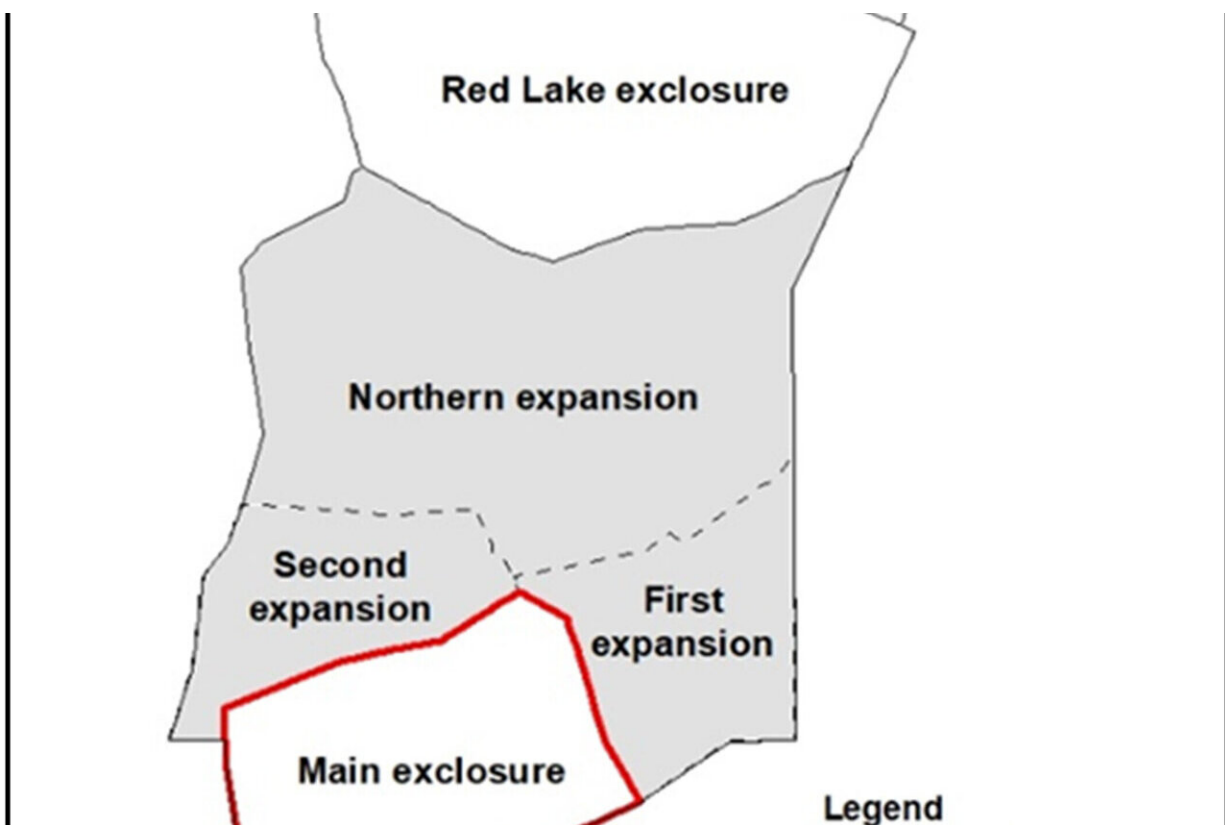 Red Lake exclosure
Northern expansion
Second
expansion
First
expansion
Main exclosure
Legend